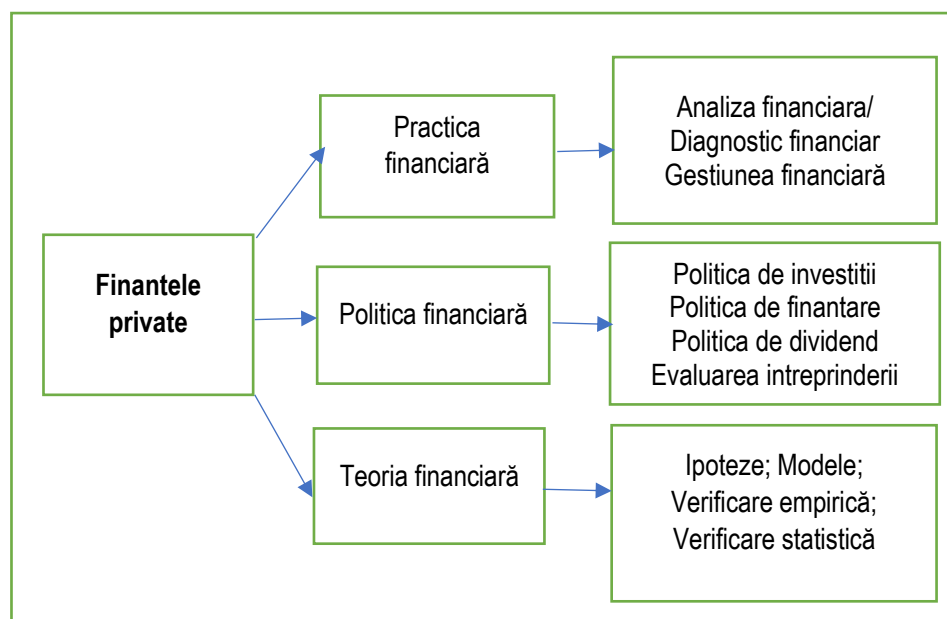 Finantele
private
Practica
financiară
Analiza financiara/
Diagnostic financiar
Gestiunea financiară
Politica financiară
Politica de investitii
Politica de finantare
Politica de dividend
Evaluarea intreprinderii
Teoria financiară
Ipoteze; Modele;
Verificare empirică;
Verificare statistică